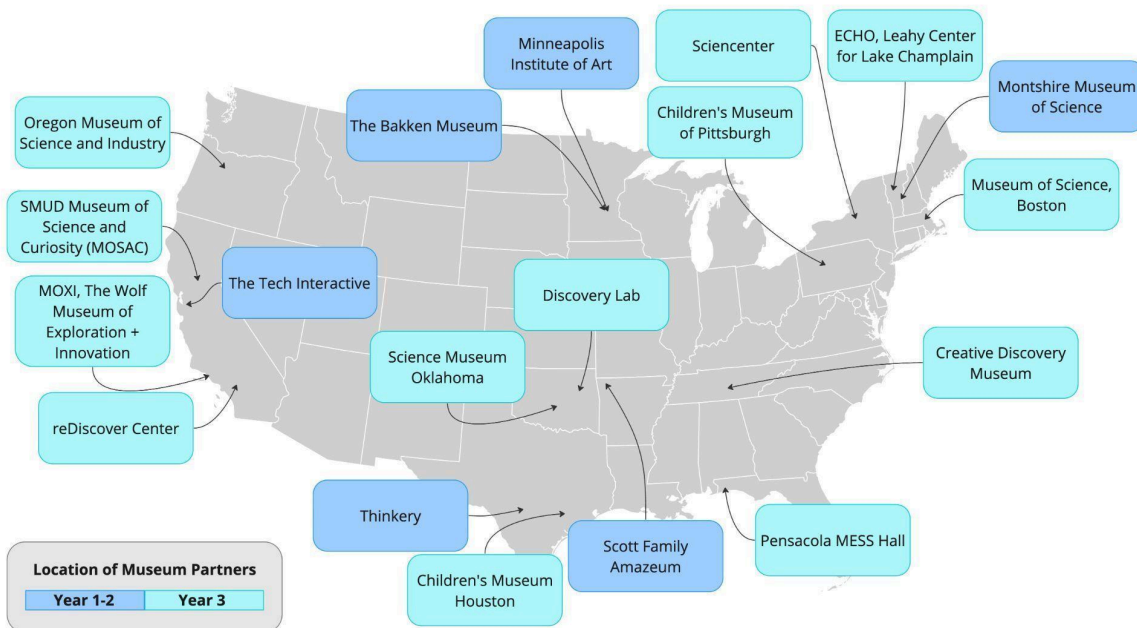 Minneapolis
Institute of Art
Sciencenter
ECHO, Leahy Center
for Lake Champlain
Montshire Museum
of Science
The Bakken Museum
Children's Museum
of Pittsburgh
Oregon Museum of
Science and Industry
Museum of Science,
Boston
SMUD Museum of
Science and
Curiosity (MOSAC)
The Tech Interactive
Discovery Lab
MOXI, The Wolf
Museum of
Exploration +
Innovation
Science Museum
Oklahoma
Creative Discovery
Museum
reDiscover Center
Thinkery
Scott Family
Amazeum
Pensacola MESS Hall
Children's Museum
Houston
Location of Museum Partners
Year 1-2
Year 3